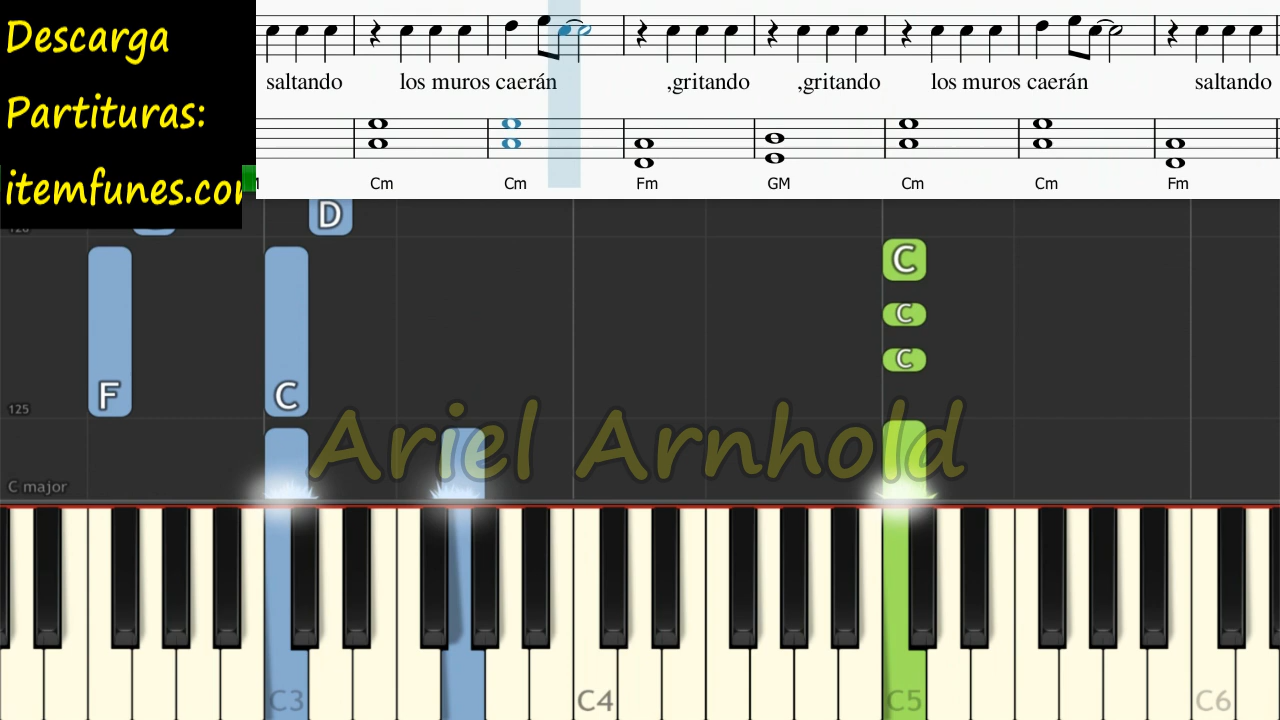 Descarga
Partituras:
itemfunes.com
saltando los muros caerán ,gritando ,gritando los muros caerán saltando
M Cm Cm Fm GM Cm Cm Fm
D
C
C
C
F C
125
Ariel Arnhold
C major
C3 C4 C5 C6